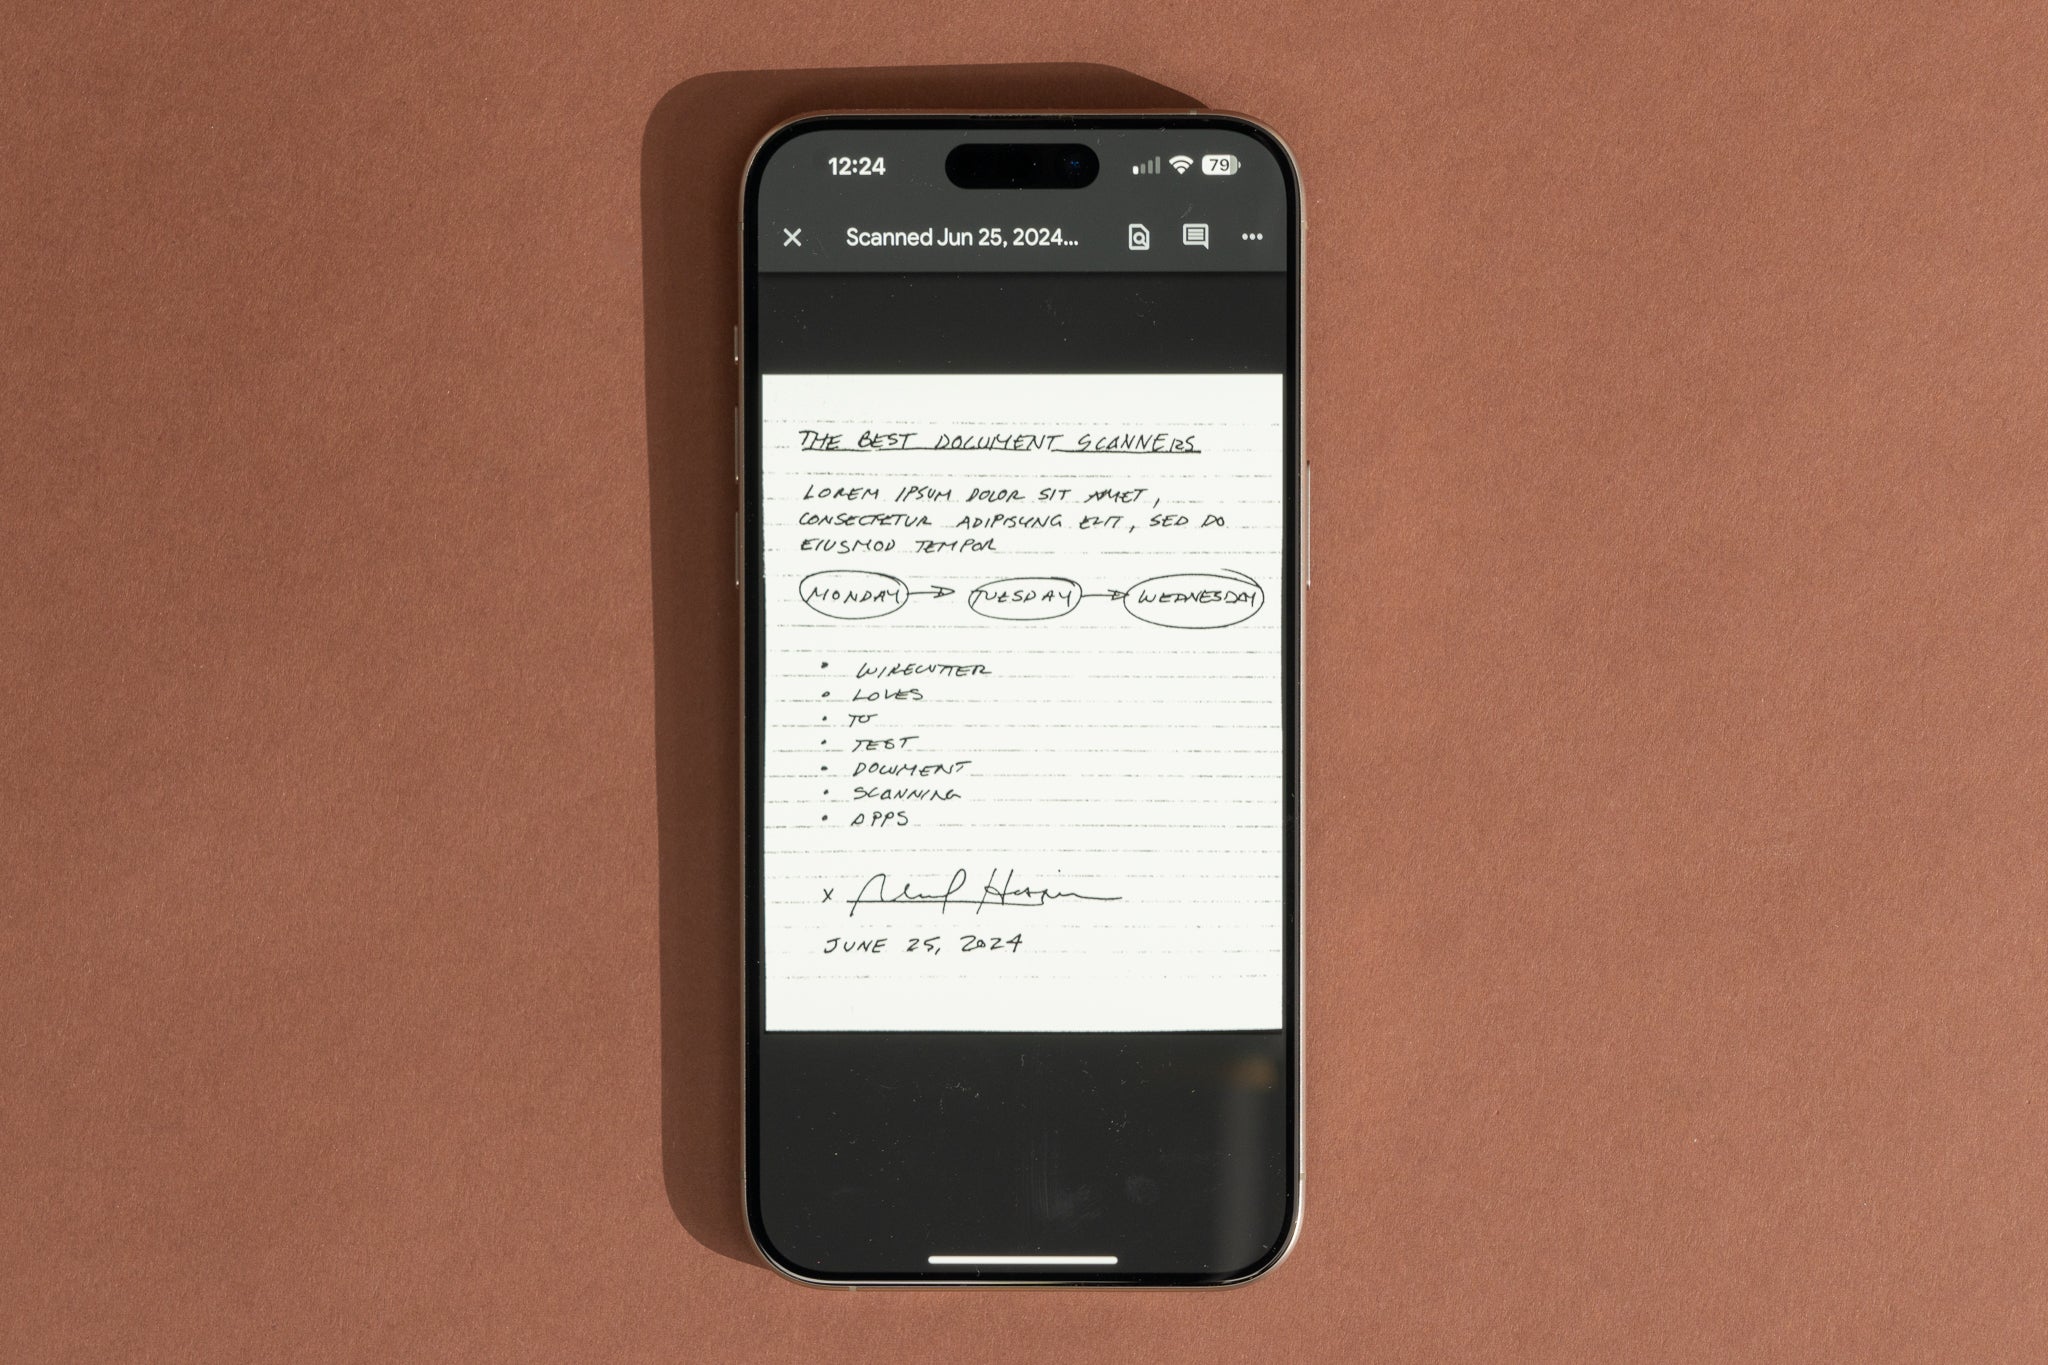 12:24
79
Scanned Jun 25, 2024...
THE BEST DOCUMENT SCANNERS
LOREM IPSUM DOLOR SIT AMET,
CONSECTETUR ADIPISCING ELIT, SED DO
EIUSMOD TEMPOR
MONDAY → TUESDAY → WEDNESDAY
• WIRECUTTER
• LOVES
• TO
• TEST
• DOCUMENT
• SCANNING
• APPS
x
JUNE 25, 2024